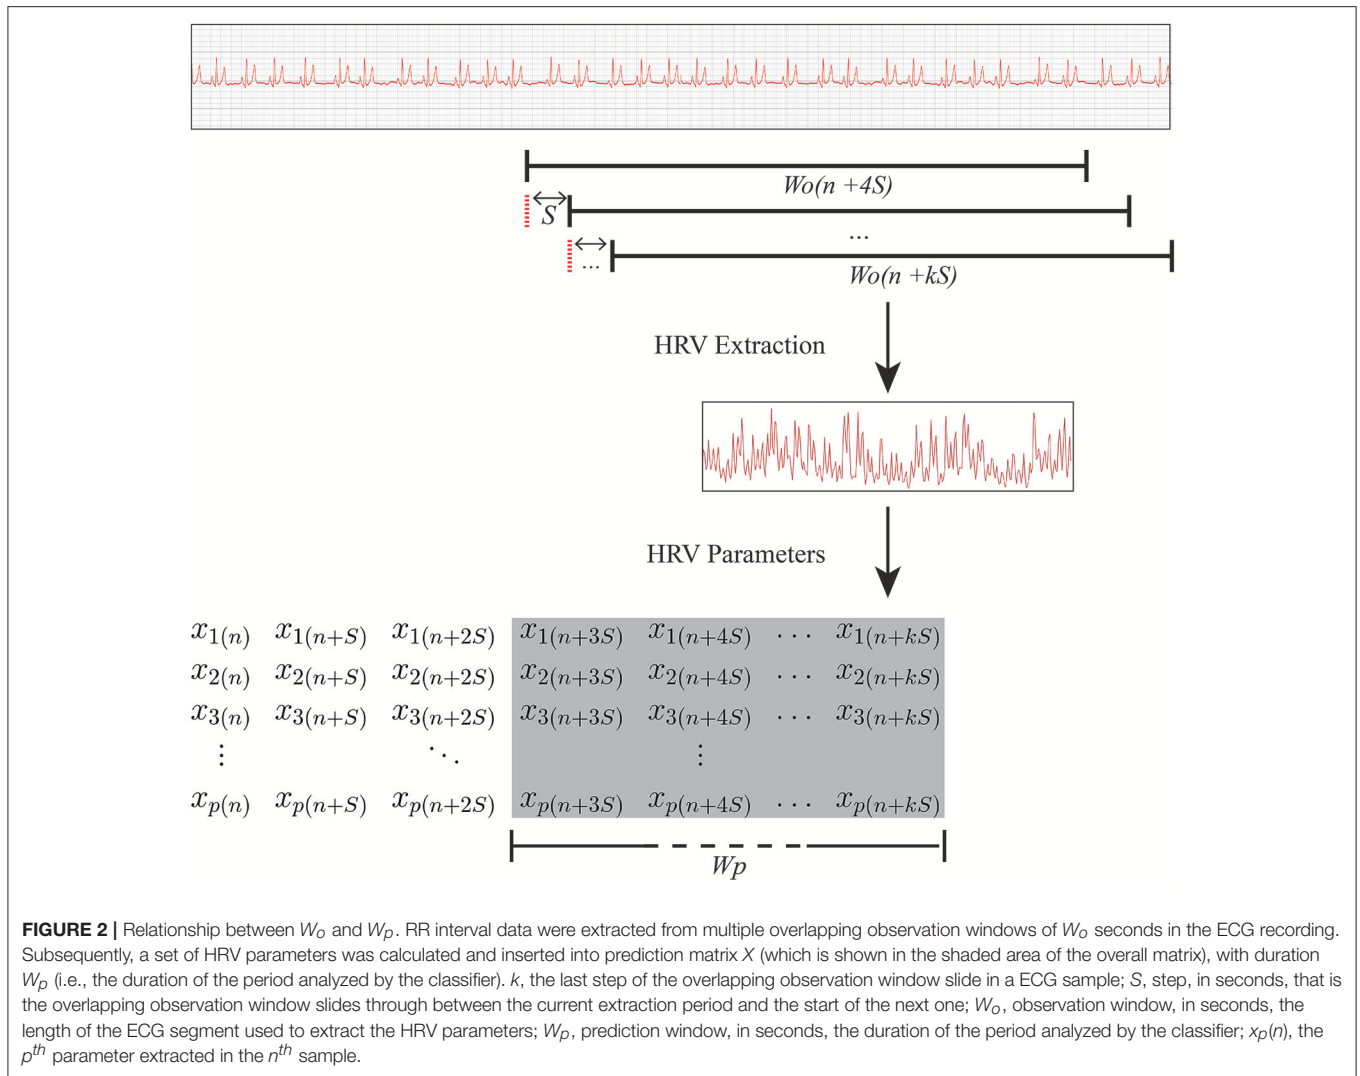 Wo(n +4S)
S
...
...
Wo(n +kS)
HRV Extraction
HRV Parameters
x1(n) x1(n+S) x1(n+2S) x1(n+3S) x1(n+4S) ⋯ x1(n+kS)
x2(n) x2(n+S) x2(n+2S) x2(n+3S) x2(n+4S) ⋯ x2(n+kS)
x3(n) x3(n+S) x3(n+2S) x3(n+3S) x3(n+4S) ⋯ x3(n+kS)
⋮ ⋱ ⋮
xp(n) xp(n+S) xp(n+2S) xp(n+3S) xp(n+4S) ⋯ xp(n+kS)
Wp
FIGURE 2 | Relationship between Wo and Wp. RR interval data were extracted from multiple overlapping observation windows of Wo seconds in the ECG recording.
Subsequently, a set of HRV parameters was calculated and inserted into prediction matrix X (which is shown in the shaded area of the overall matrix), with duration
Wp (i.e., the duration of the period analyzed by the classifier). k, the last step of the overlapping observation window slide in a ECG sample; S, step, in seconds, that is
the overlapping observation window slides through between the current extraction period and the start of the next one; Wo, observation window, in seconds, the
length of the ECG segment used to extract the HRV parameters; Wp, prediction window, in seconds, the duration of the period analyzed by the classifier; xp(n), the
pth parameter extracted in the nth sample.